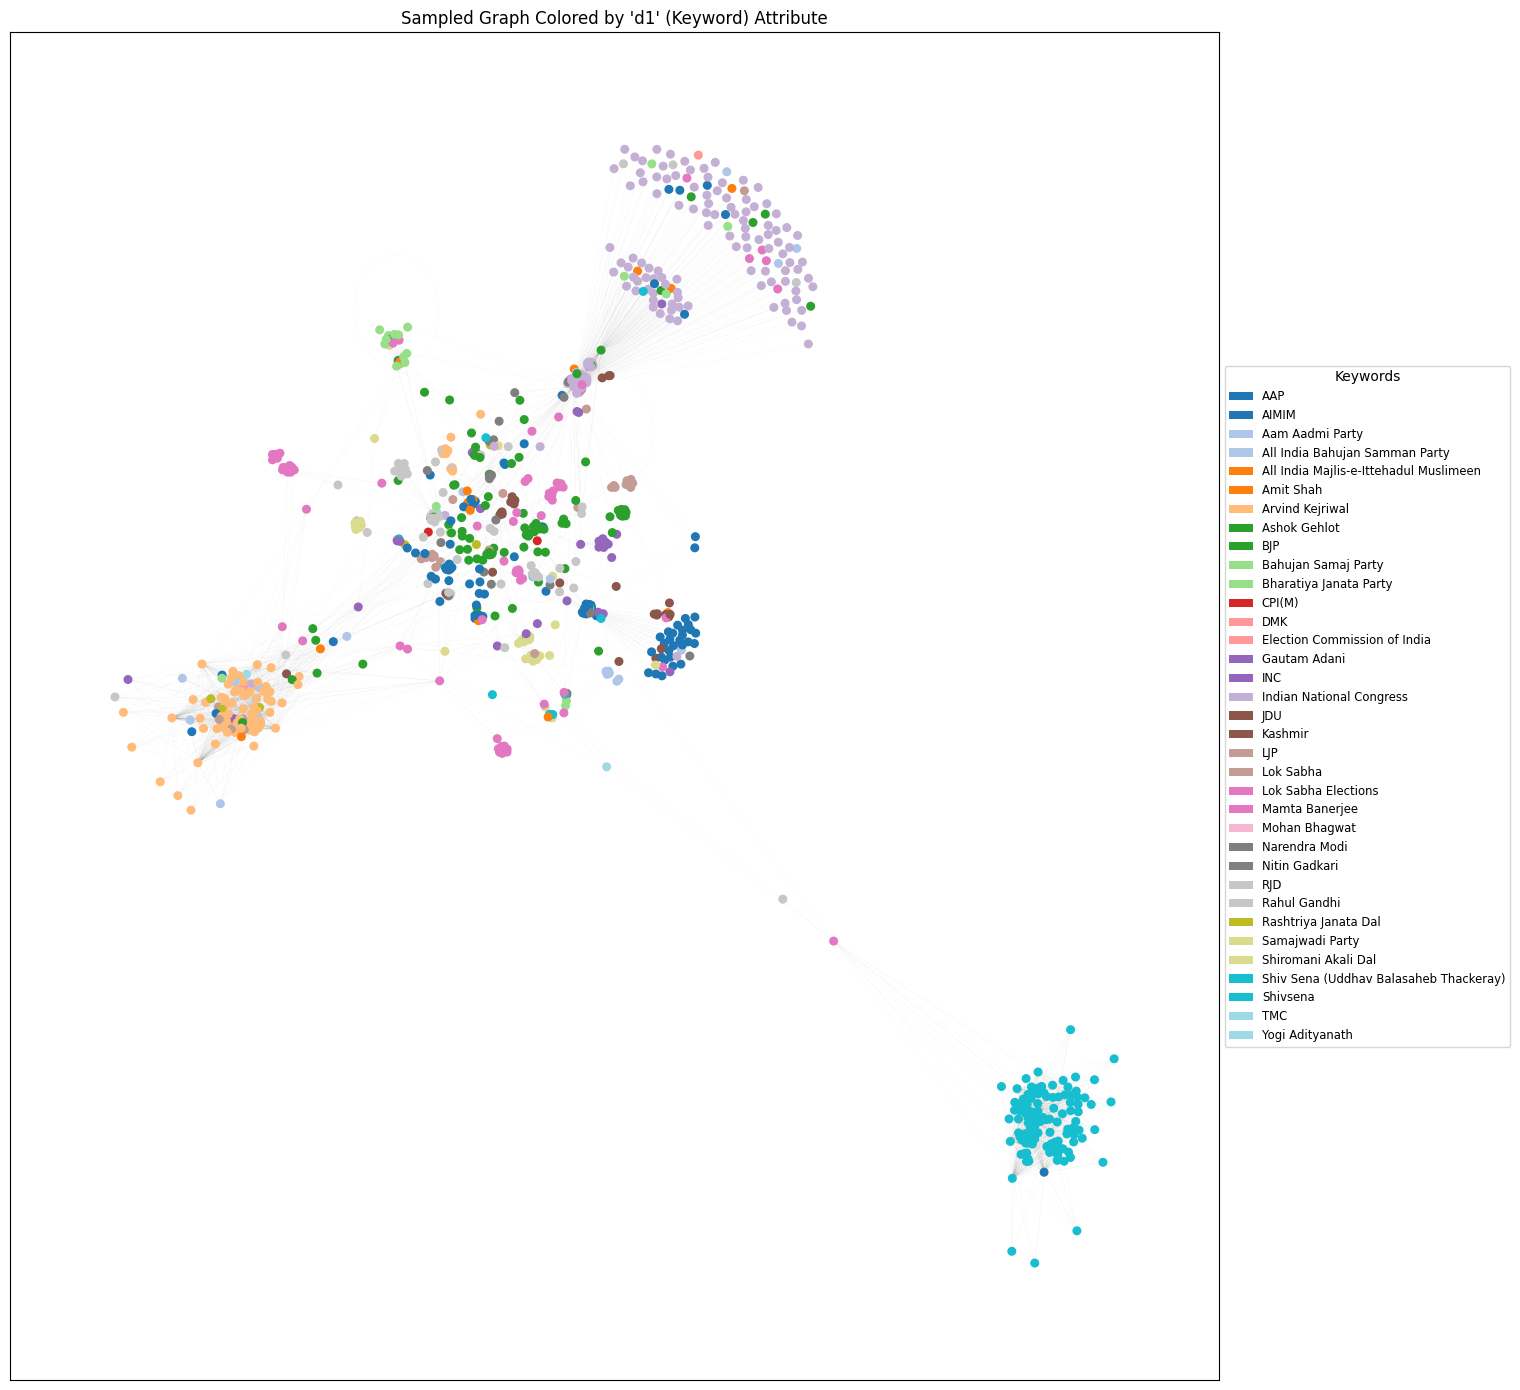 Sampled Graph Colored by 'd1' (Keyword) Attribute
Keywords
AAP
AIMIM
Aam Aadmi Party
All India Bahujan Samman Party
All India Majlis-e-Ittehadul Muslimeen
Amit Shah
Arvind Kejriwal
Ashok Gehlot
BJP
Bahujan Samaj Party
Bharatiya Janata Party
CPI(M)
DMK
Election Commission of India
Gautam Adani
INC
Indian National Congress
JDU
Kashmir
LJP
Lok Sabha
Lok Sabha Elections
Mamta Banerjee
Mohan Bhagwat
Narendra Modi
Nitin Gadkari
RJD
Rahul Gandhi
Rashtriya Janata Dal
Samajwadi Party
Shiromani Akali Dal
Shiv Sena (Uddhav Balasaheb Thackeray)
Shivsena
TMC
Yogi Adityanath